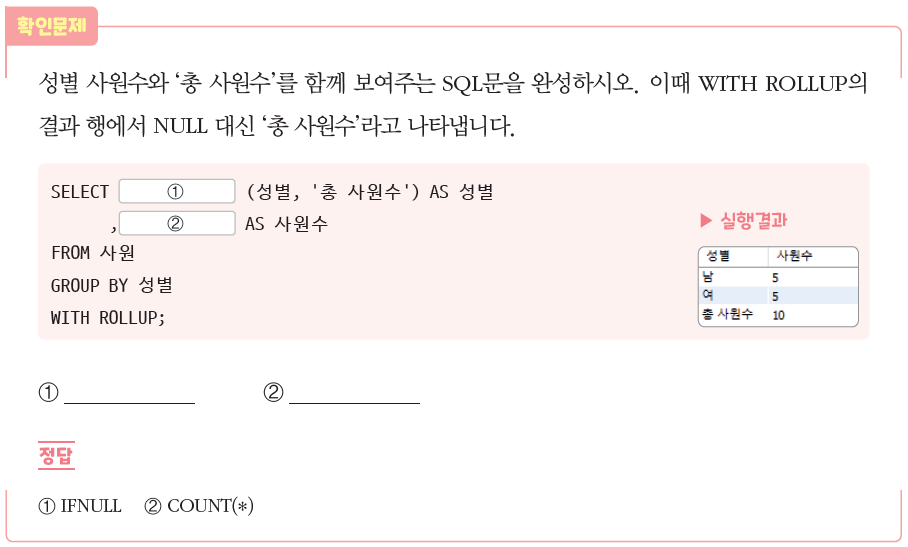 확인문제
성별 사원수와 ‘총 사원수’를 함께 보여주는 SQL문을 완성하시오. 이때 WITH ROLLUP의
결과 행에서 NULL 대신 ‘총 사원수’라고 나타냅니다.
SELECT ① (성별, '총 사원수') AS 성별
,② AS 사원수
FROM 사원
GROUP BY 성별
WITH ROLLUP;
▶ 실행결과
성별 사원수
남 5
여 5
총 사원수 10
① ②
정답
① IFNULL ② COUNT(*)